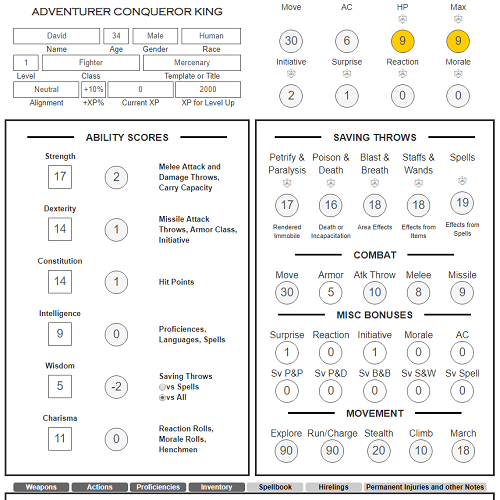 ADVENTURER CONQUEROR KING
David 34 Male Human
Name Age Gender Race
1 Fighter Mercenary
Level Class Template or Title
Neutral +10% 0 2000
Alignment +XP% Current XP XP for Level Up
Move AC HP Max
30 6 9 9
Initiative Surprise Reaction Morale
2 1 0 0
ABILITY SCORES
Strength
17 2 Melee Attack and
Damage Throws,
Carry Capacity
Dexterity
14 1 Missile Attack
Throws, Armor Class,
Initiative
Constitution
14 1 Hit Points
Intelligence
9 0 Proficiences,
Languages, Spells
Wisdom
5 -2 Saving Throws
vs Spells
vs All
Charisma
11 0 Reaction Rolls,
Morale Rolls,
Henchmen
SAVING THROWS
Petrify & Poison & Blast & Staffs & Spells
Paralysis Death Breath Wands
17 16 18 18 19
Rendered Death or Area Effects Effects from Effects from
Immobile Incapacitation Items Spells
COMBAT
Move Armor Atk Throw Melee Missile
30 5 10 8 9
MISC BONUSES
Surprise Reaction Initiative Morale AC
1 0 1 0 0
Sv P&P Sv P&D Sv B&B Sv S&W Sv Spell
0 0 0 0 0
MOVEMENT
Explore Run/Charge Stealth Climb March
90 90 20 10 18
Weapons Actions Proficiencies Inventory Spellbook Hirelings Permanent Injuries and other Notes